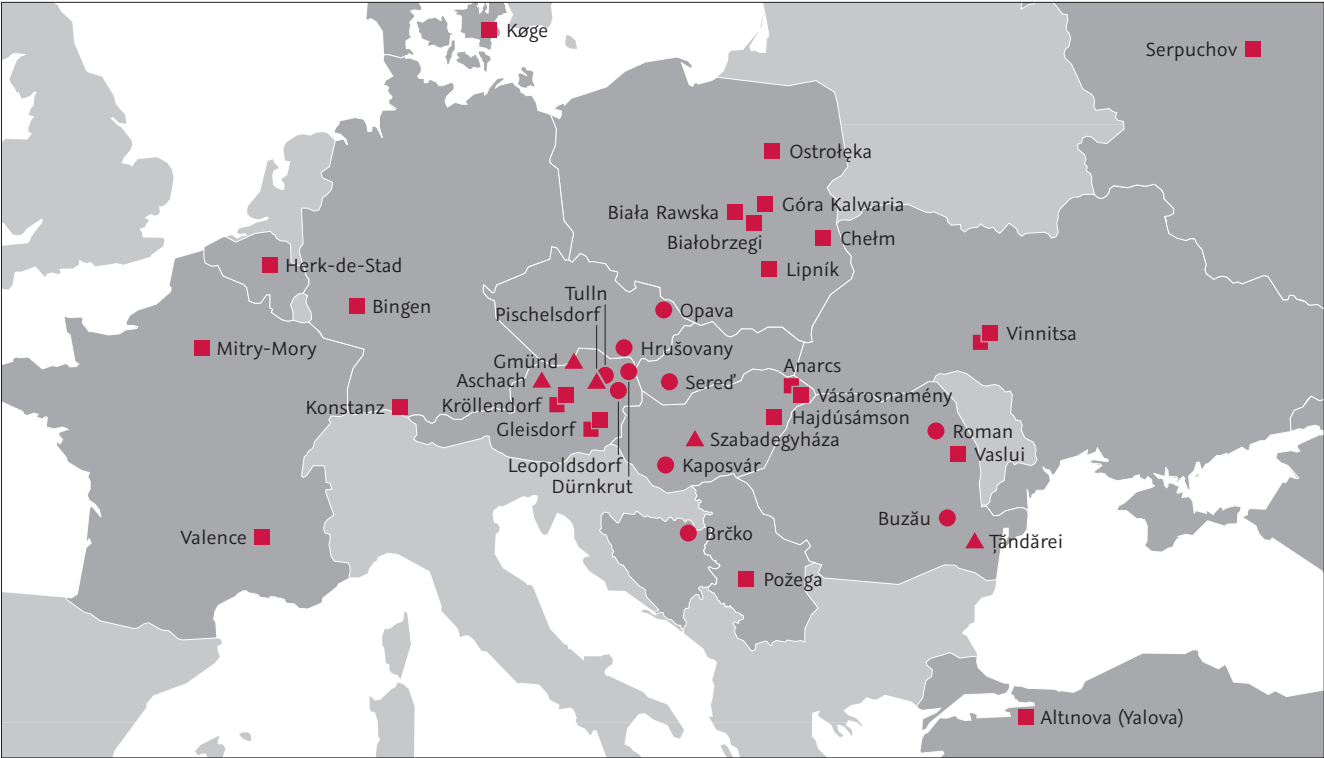 Køge
Serpuchov
Ostrołęka
Góra Kalwaria
Biała Rawska
Białobrzegi
Chełm
Herk-de-Stad
Lipník
Tulln
Bingen
Pischelsdorf
Opava
Vinnitsa
Mitry-Mory
Hrušovany
Gmünd
Anarcs
Aschach
Sereď
Vásárosnamény
Konstanz
Kröllendorf
Hajdúsámson
Gleisdorf
Roman
Szabadegyháza
Vaslui
Leopoldsdorf
Kaposvár
Dürnkrut
Buzău
Valence
Brčko
Ţăndărei
Požega
Altınova (Yalova)